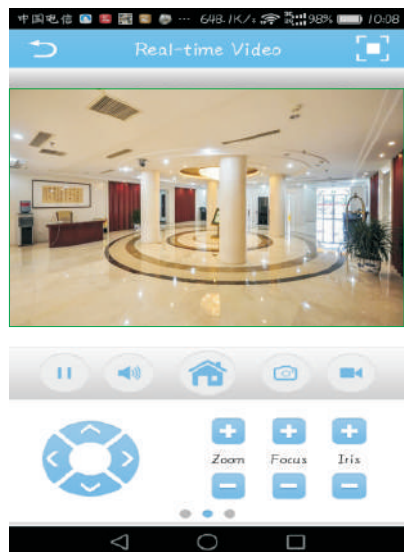 中国电信 ... 648.1K/s 98% 10:08
Real-time Video
Zoom Focus Iris